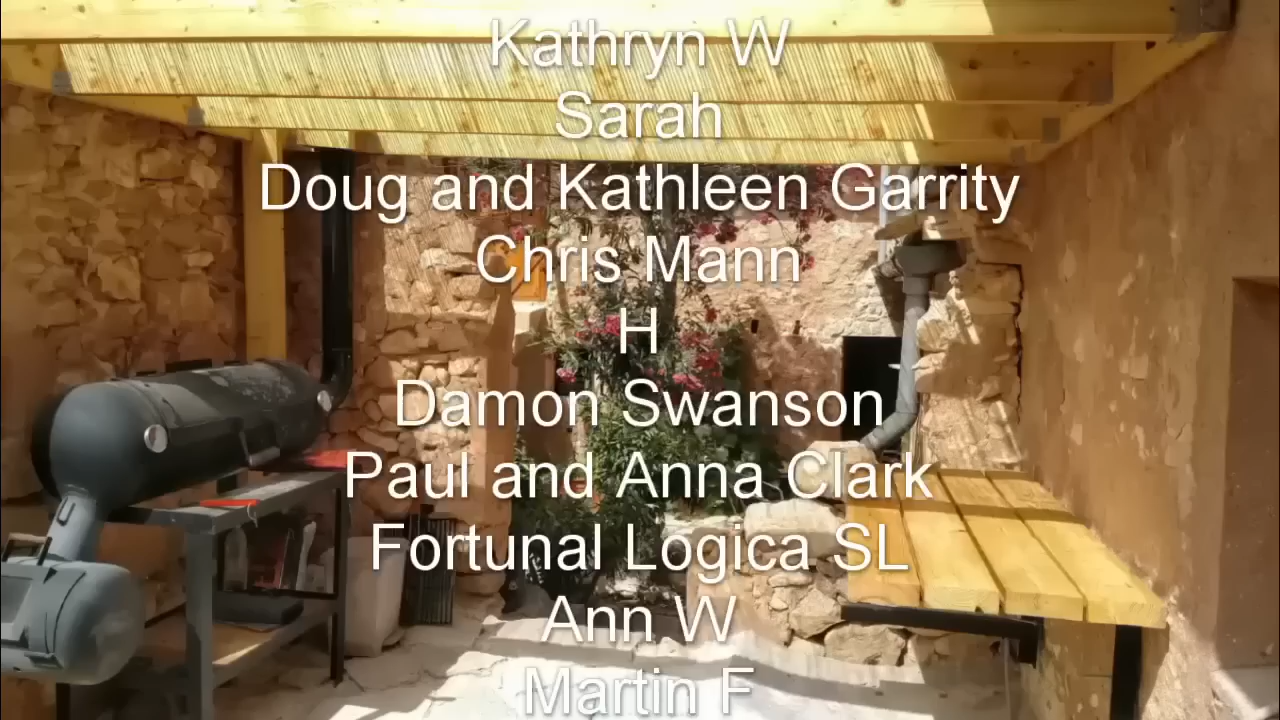 Kathryn W
Sarah
Doug and Kathleen Garrity
Chris Mann
H
Damon Swanson
Paul and Anna Clark
Fortunal Logica SL
Ann W
Martin F